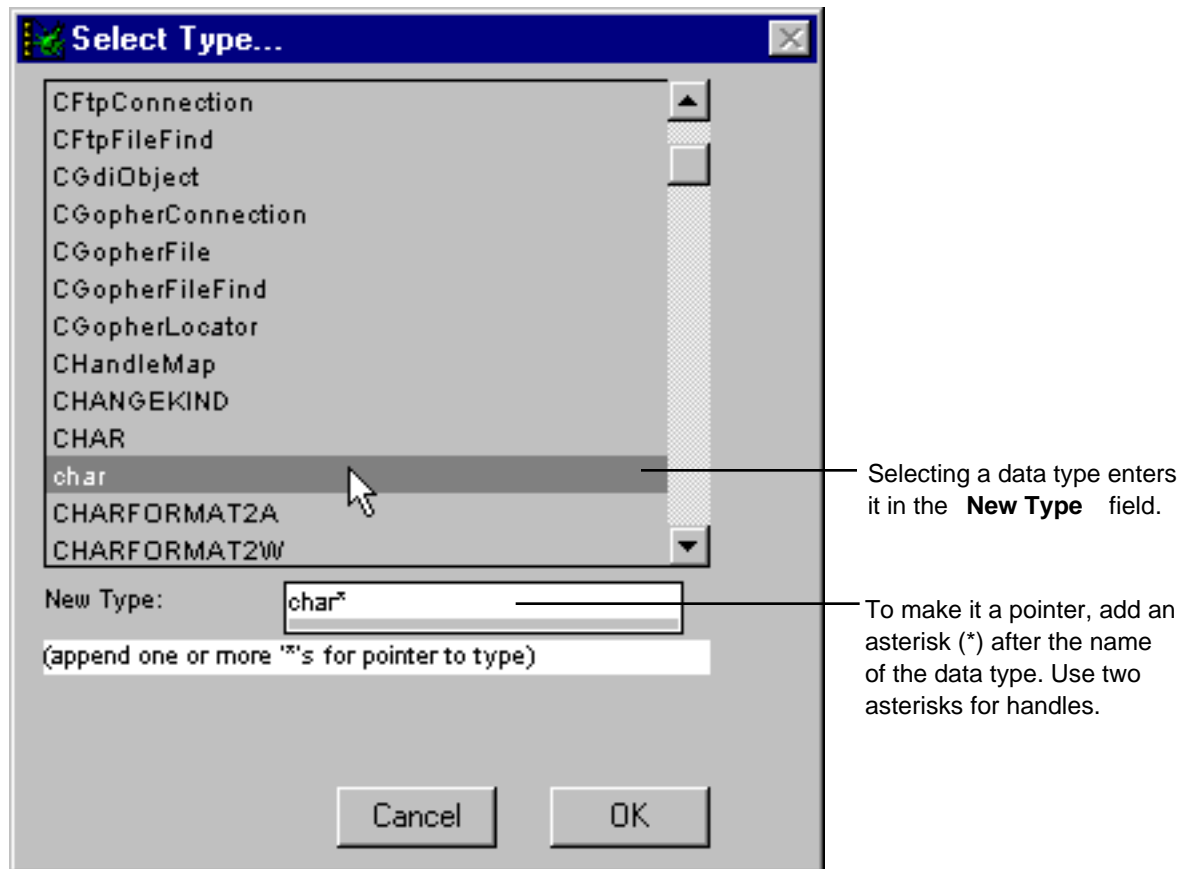 Select Type...
CFtpConnection
CFtpFileFind
CGdiObject
CGopherConnection
CGopherFile
CGopherFileFind
CGopherLocator
CHandleMap
CHANGEKIND
CHAR
char
CHARFORMAT2A
CHARFORMAT2W
Selecting a data type enters
it in the New Type field.
New Type:
char*
(append one or more '*'s for pointer to type)
To make it a pointer, add an
asterisk (*) after the name
of the data type. Use two
asterisks for handles.
Cancel
OK